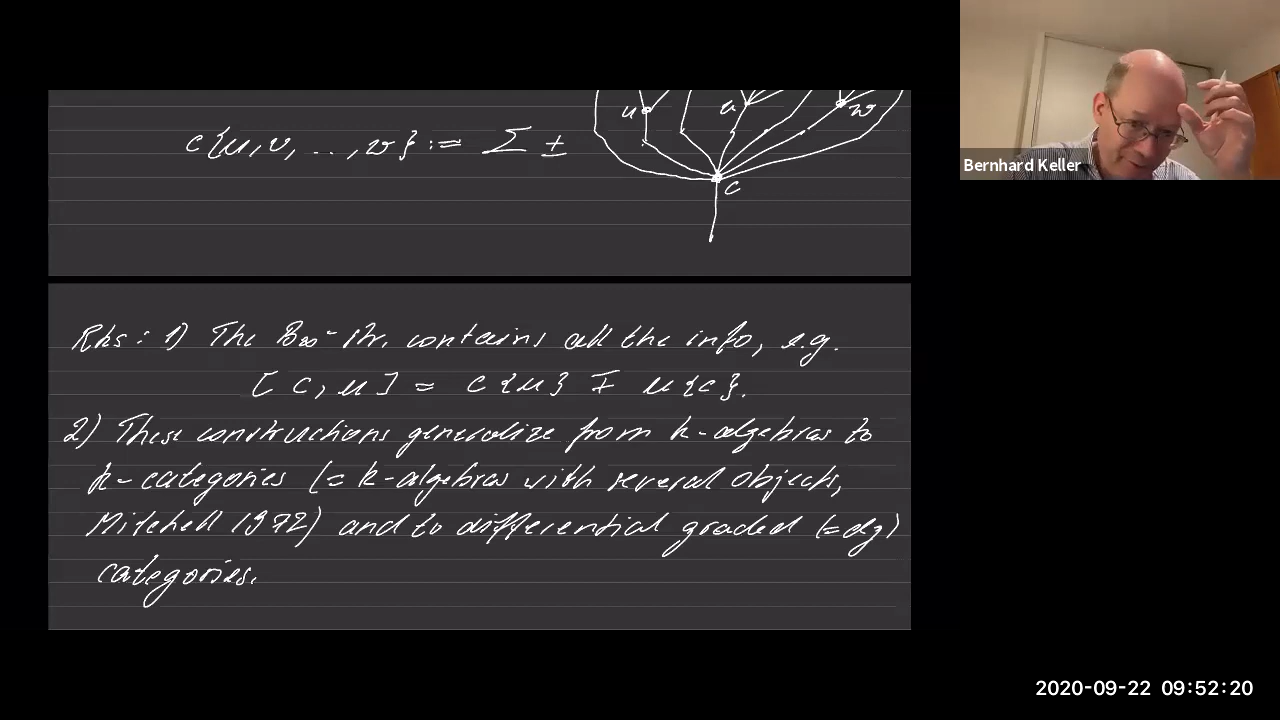 c{u,v, .., w} := Σ ±
u
u
w
c
Rks: 1) The B∞-str. contains all the info, e.g.
[c,u] = c{u} ∓ u{c}.
2) These constructions generalize from k-algebras to
k-categories (= k-algebras with several objects,
Mitchell 1972) and to differential graded (=dg)
categories.
Bernhard Keller
2020-09-22 09:52:20